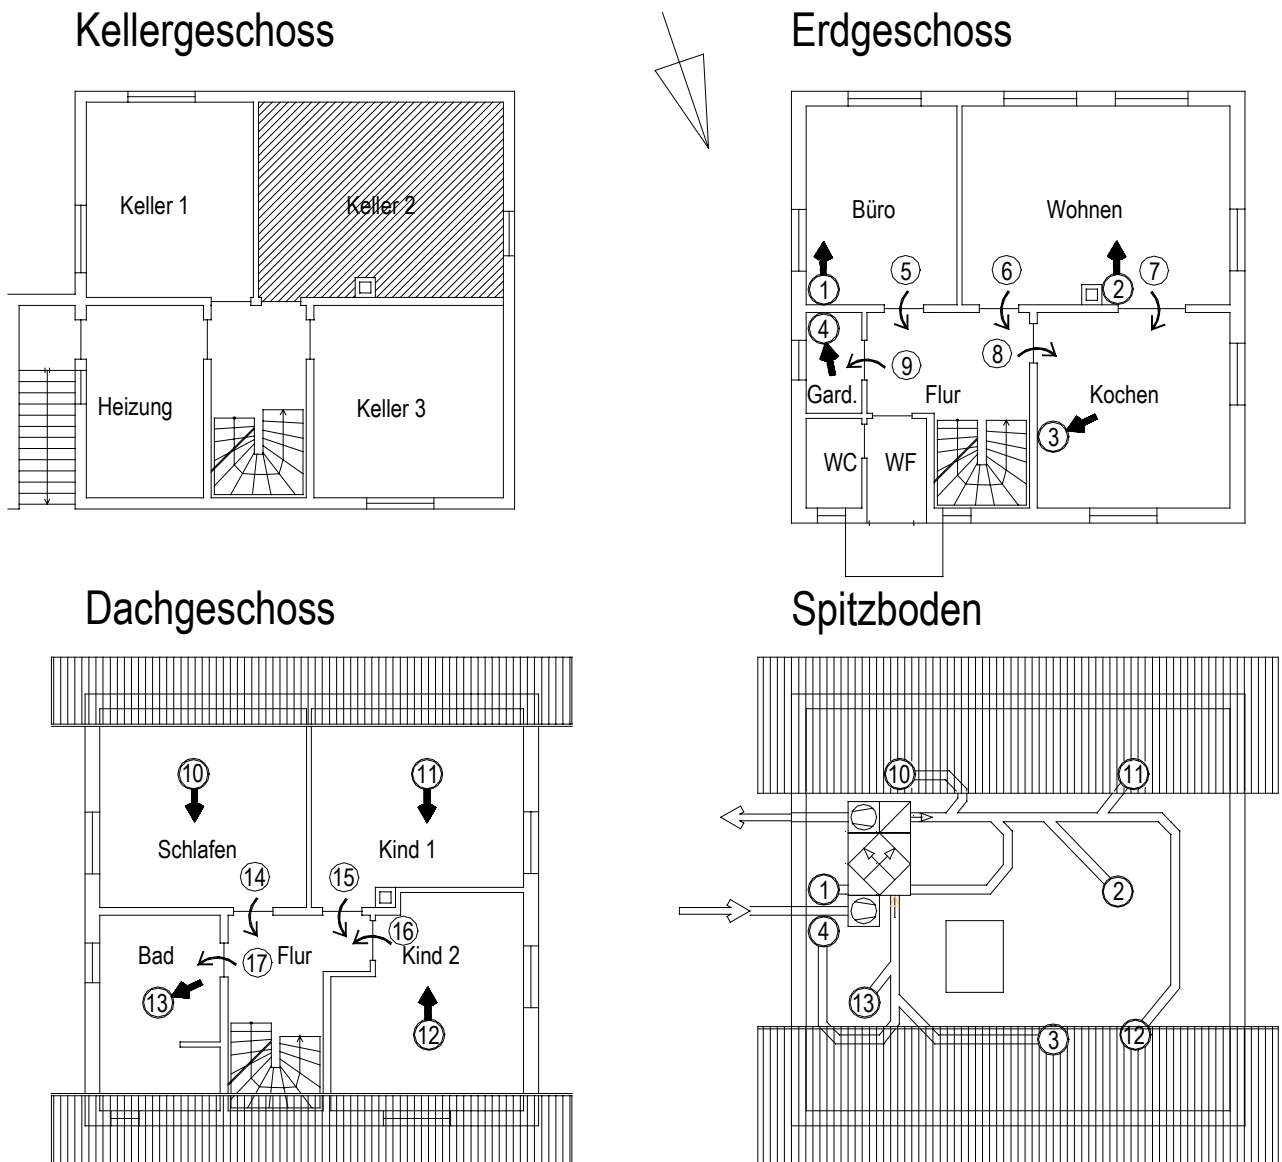 Kellergeschoss
Keller 1
Keller 2
Heizung
Keller 3
Erdgeschoss
Büro
Wohnen
5
6
7
1
2
4
8
9
Gard.
Flur
Kochen
3
WC
WF
Dachgeschoss
10
11
Schlafen
Kind 1
14
15
16
Bad
17
Flur
Kind 2
13
12
Spitzboden
10
11
1
2
4
13
3
12